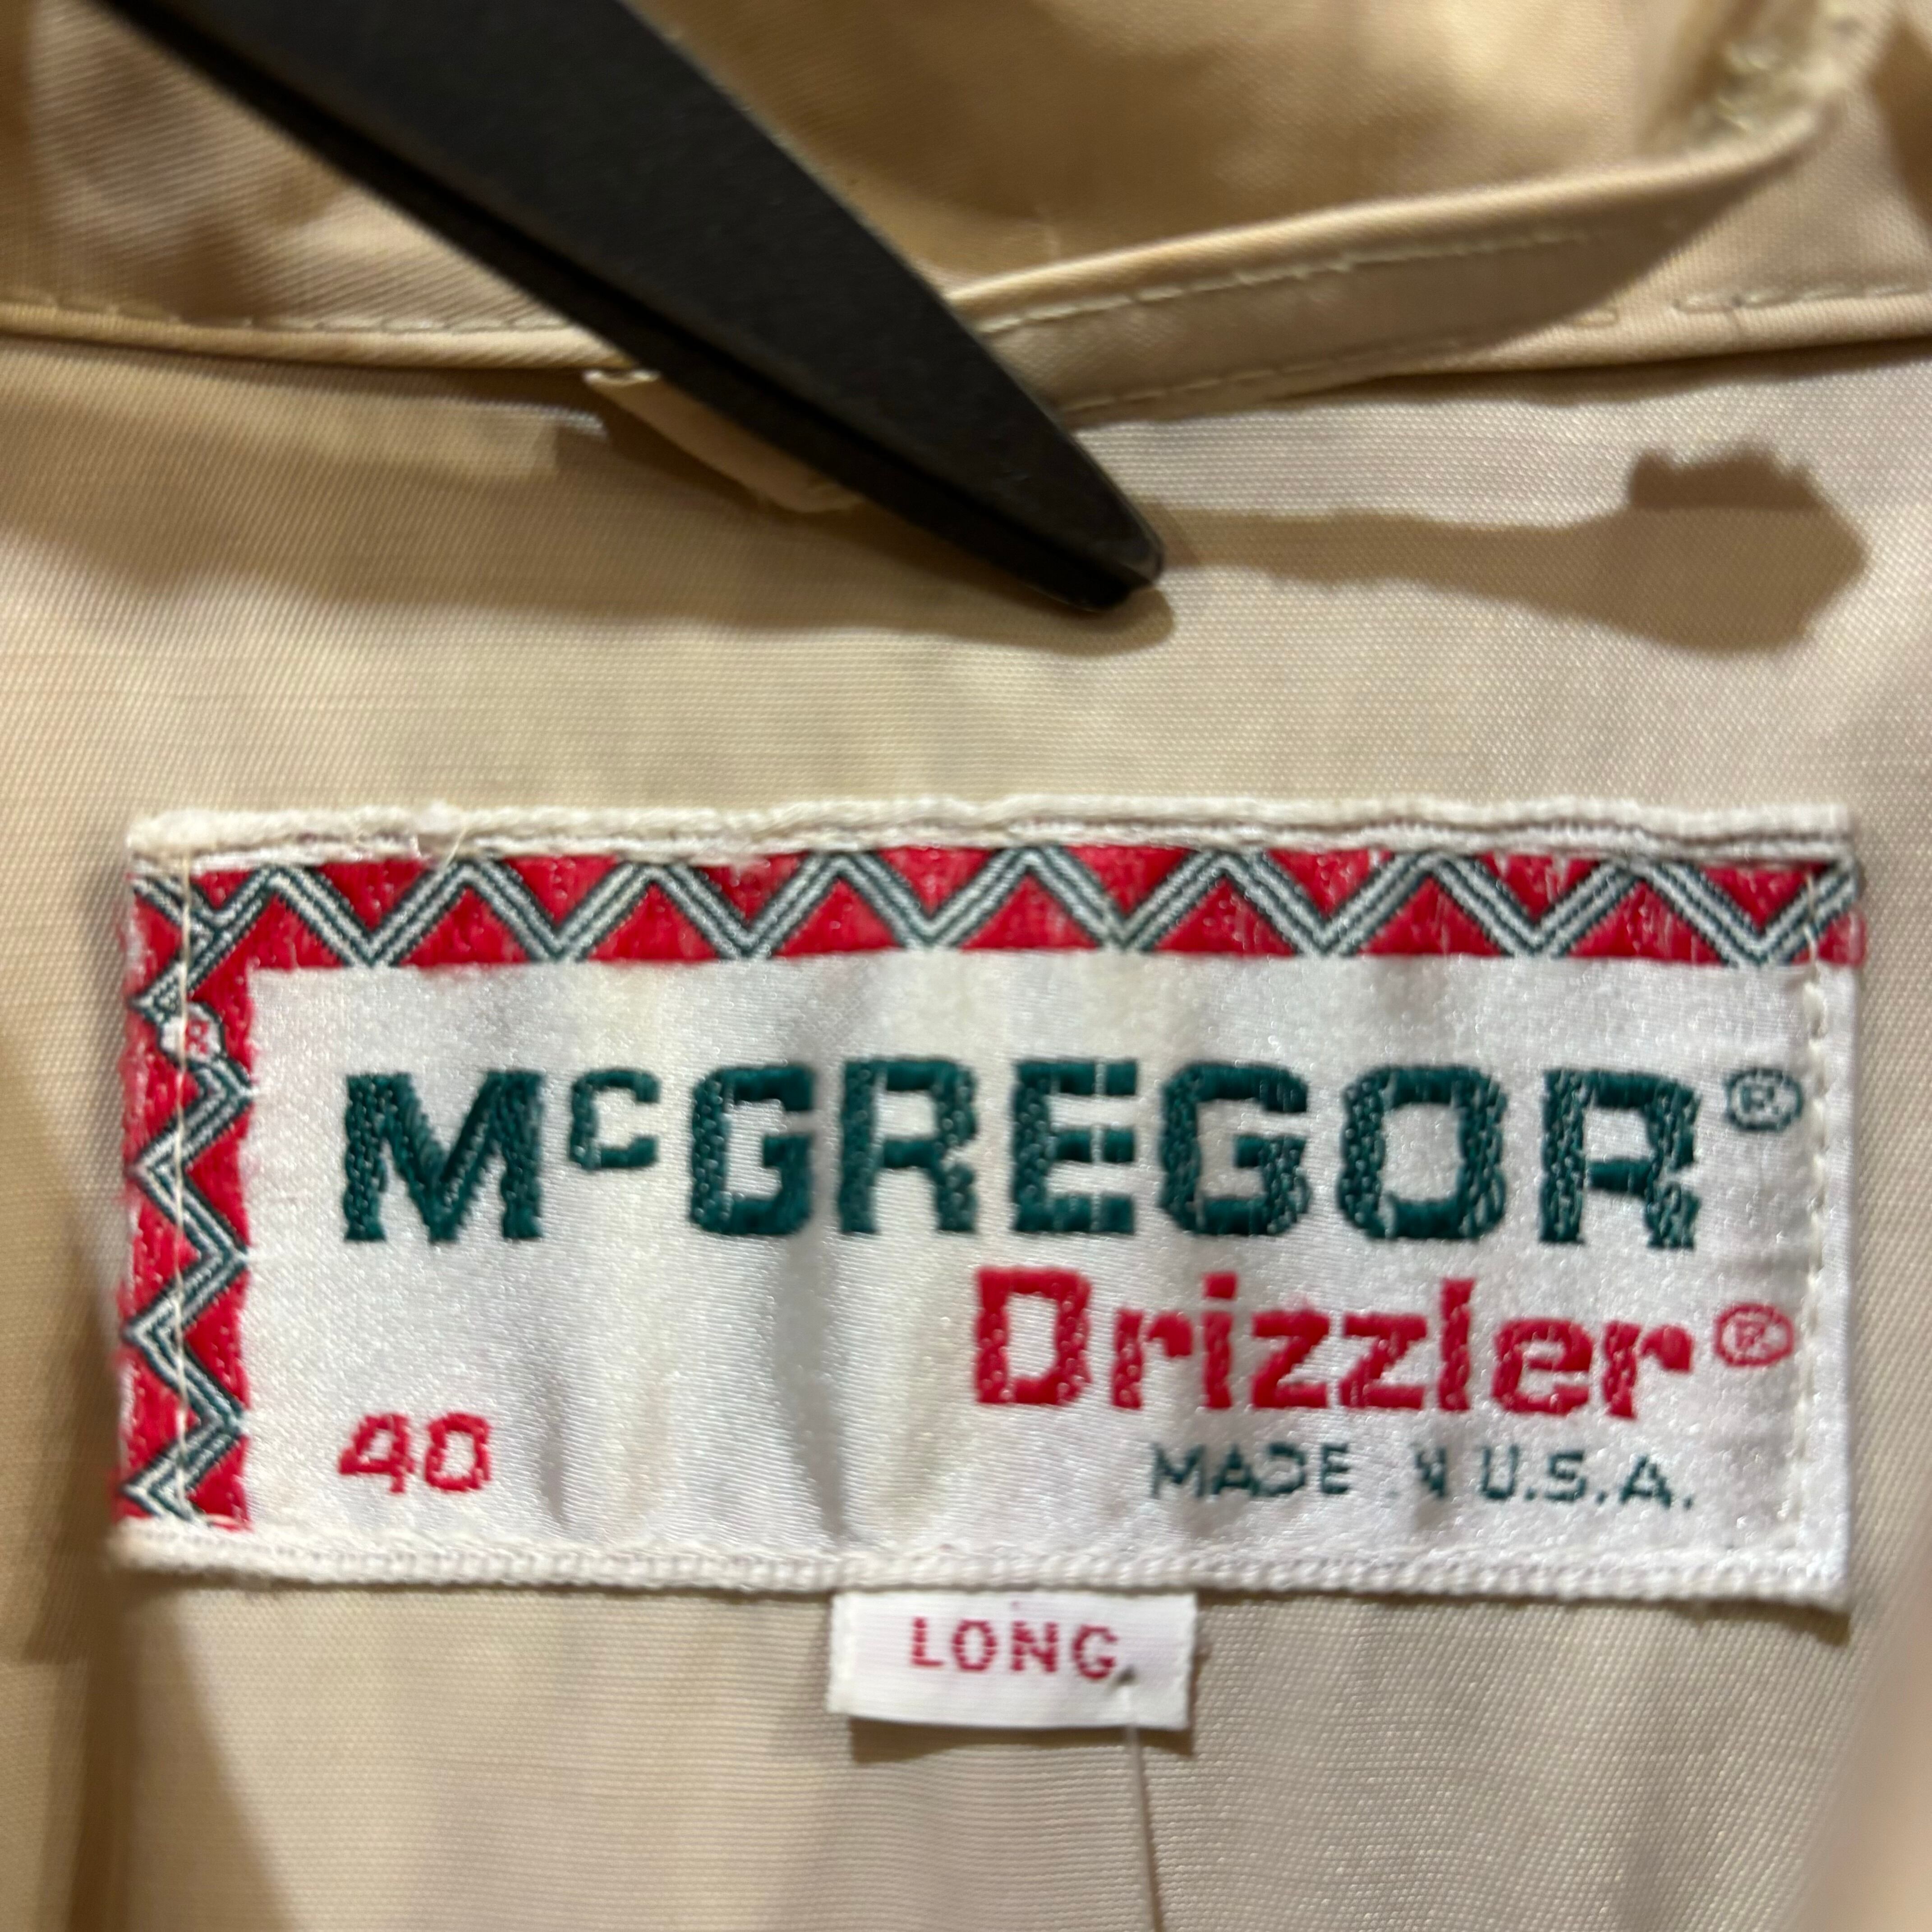 McGREGOR®
Drizzler®
40
MADE IN U.S.A.
®
LONG